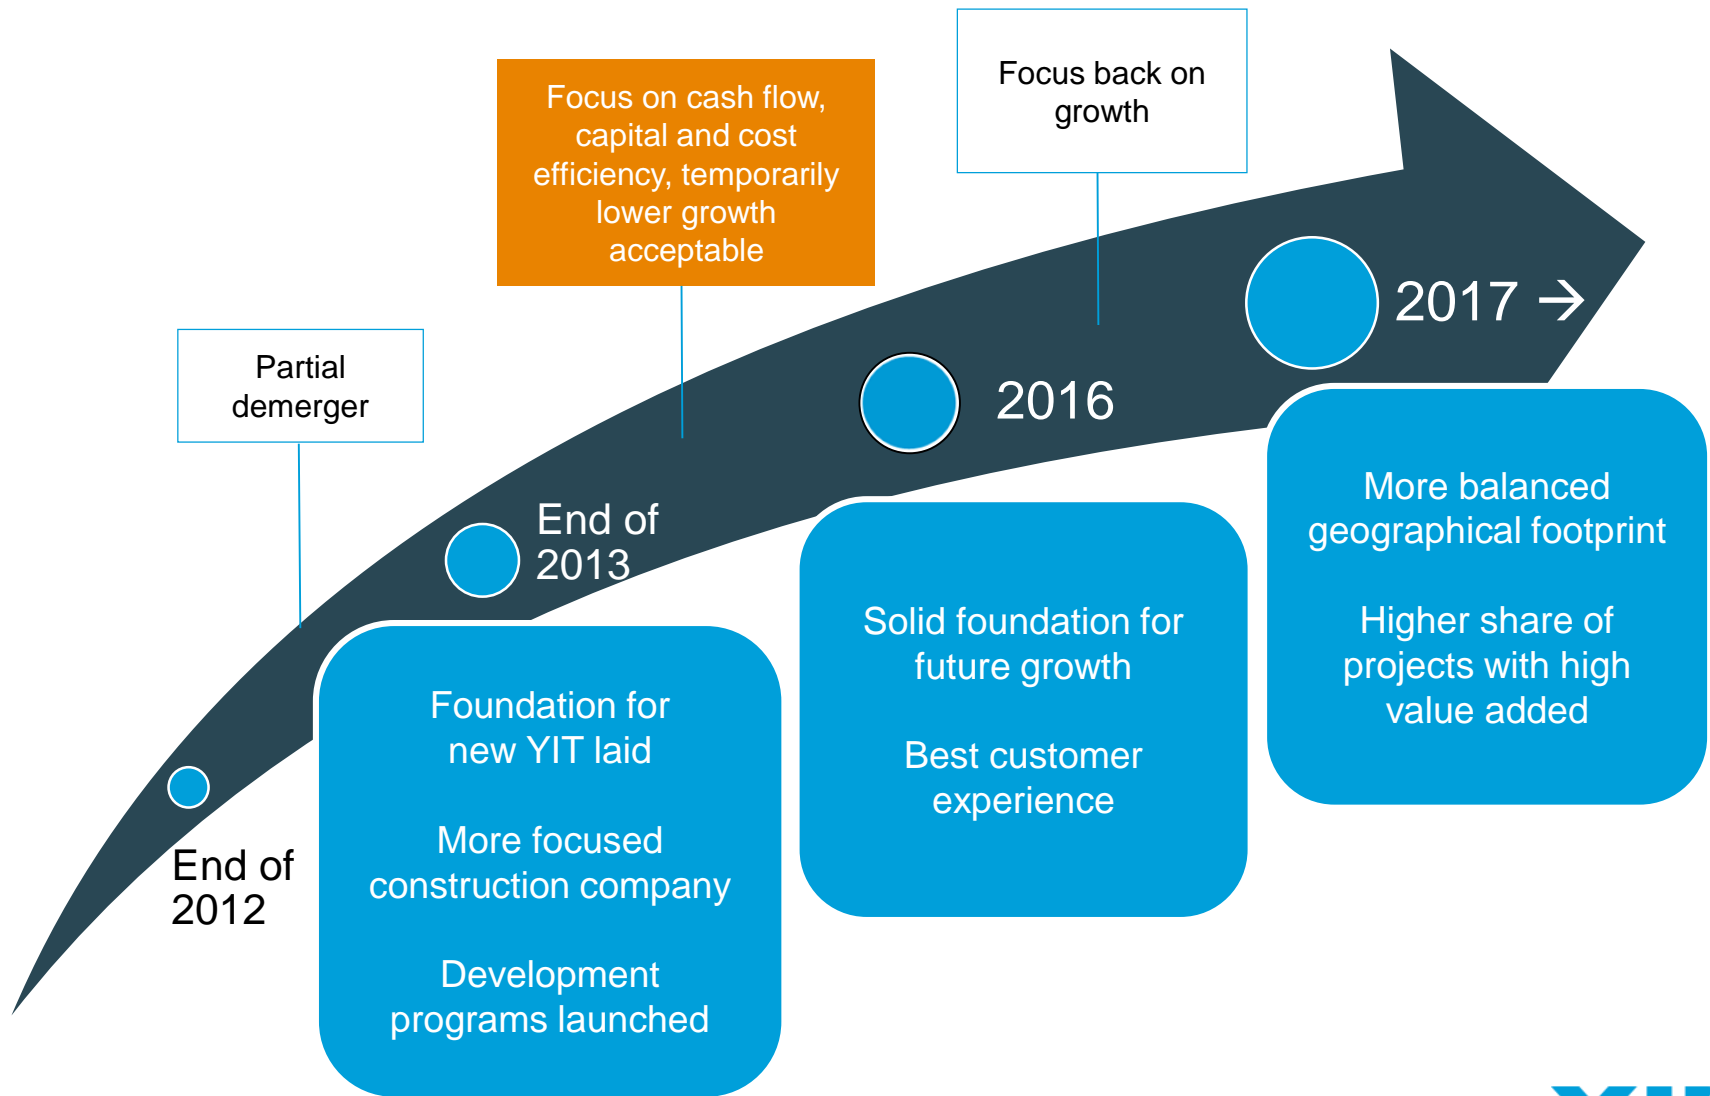 Focus back on
growth
Focus on cash flow,
capital and cost
efficiency, temporarily
lower growth
acceptable
Partial
demerger
2017 →
2016
End of
2013
End of
2012
More balanced
geographical footprint
Higher share of
projects with high
value added
Solid foundation for
future growth
Best customer
experience
Foundation for
new YIT laid
More focused
construction company
Development
programs launched